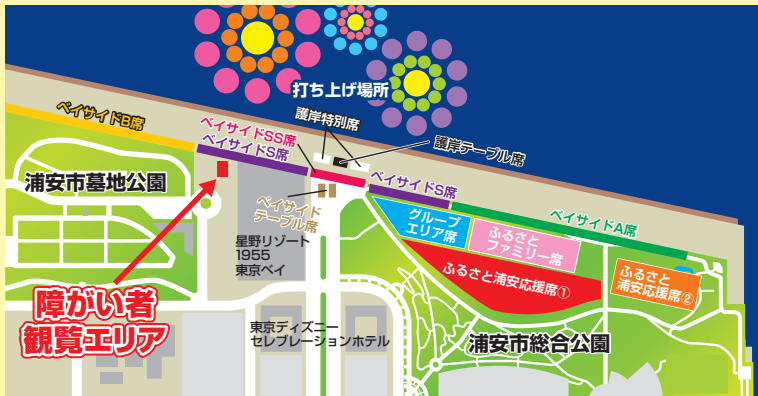 打ち上げ場所
ベイサイドB席
護岸特別席
ベイサイドSS席
ベイサイドS席
護岸テーブル席
浦安市墓地公園
ベイサイドS席
ベイサイド
テーブル席
グループ
エリア席
ベイサイドA席
ふるさと
ファミリー席
星野リゾート
1955
東京ベイ
ふるさと浦安応援席①
ふるさと
浦安応援席②
障がい者
観覧エリア
東京ディズニー
セレブレーションホテル
浦安市総合公園